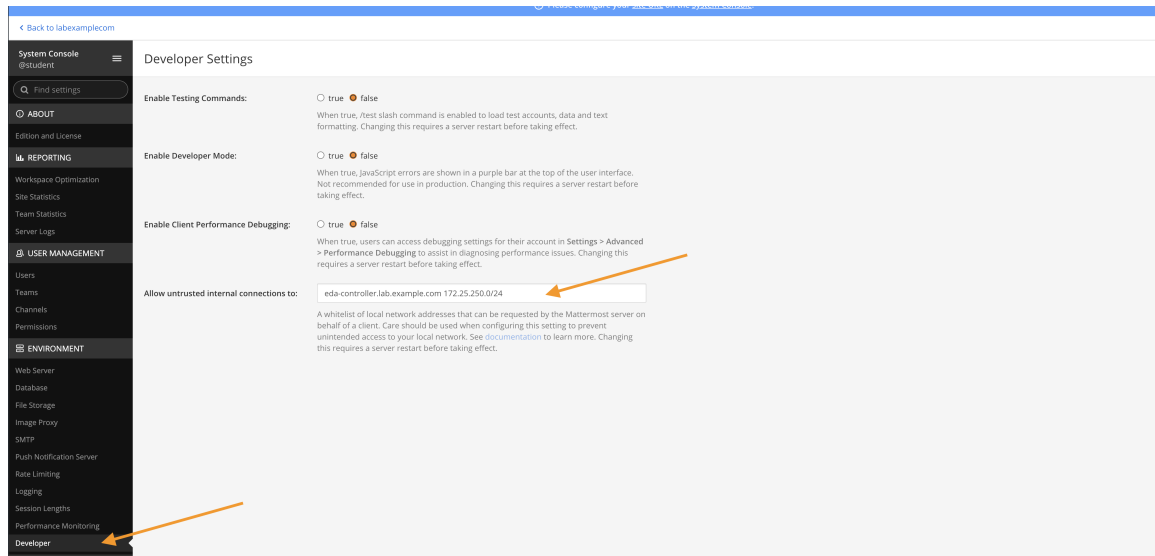 Please configure your Site URL on the System Console.
Back to labexamplecom
System Console
@student
Find settings
ABOUT
Edition and License
REPORTING
Workspace Optimization
Site Statistics
Team Statistics
Server Logs
USER MANAGEMENT
Users
Teams
Channels
Permissions
ENVIRONMENT
Web Server
Database
File Storage
Image Proxy
SMTP
Push Notification Server
Rate Limiting
Logging
Session Lengths
Performance Monitoring
Developer
Developer Settings
Enable Testing Commands:
true false
When true, /test slash command is enabled to load test accounts, data and text
formatting. Changing this requires a server restart before taking effect.
Enable Developer Mode:
true false
When true, JavaScript errors are shown in a purple bar at the top of the user interface.
Not recommended for use in production. Changing this requires a server restart before
taking effect.
Enable Client Performance Debugging:
true false
When true, users can access debugging settings for their account in Settings > Advanced
> Performance Debugging to assist in diagnosing performance issues. Changing this
requires a server restart before taking effect.
Allow untrusted internal connections to:
eda-controller.lab.example.com 172.25.250.0/24
A whitelist of local network addresses that can be requested by the Mattermost server on
behalf of a client. Care should be used when configuring this setting to prevent
unintended access to your local network. See documentation to learn more. Changing
this requires a server restart before taking effect.